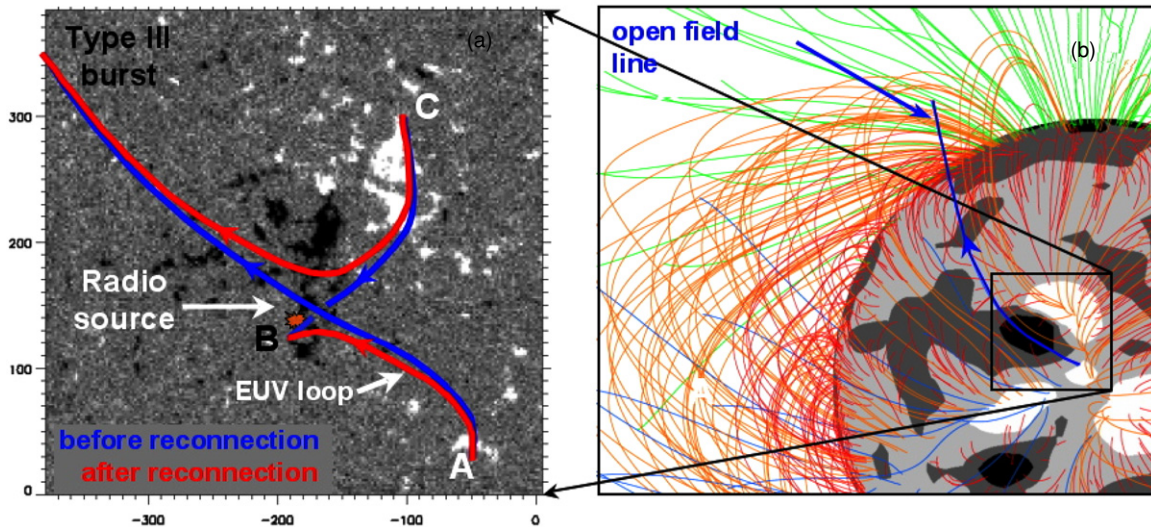 Type III
burst
(a)
C
300
200
Radio
source
B
100
EUV loop
before reconnection
after reconnection
A
0
-300
-200
-100
0
open field
line
(b)
A